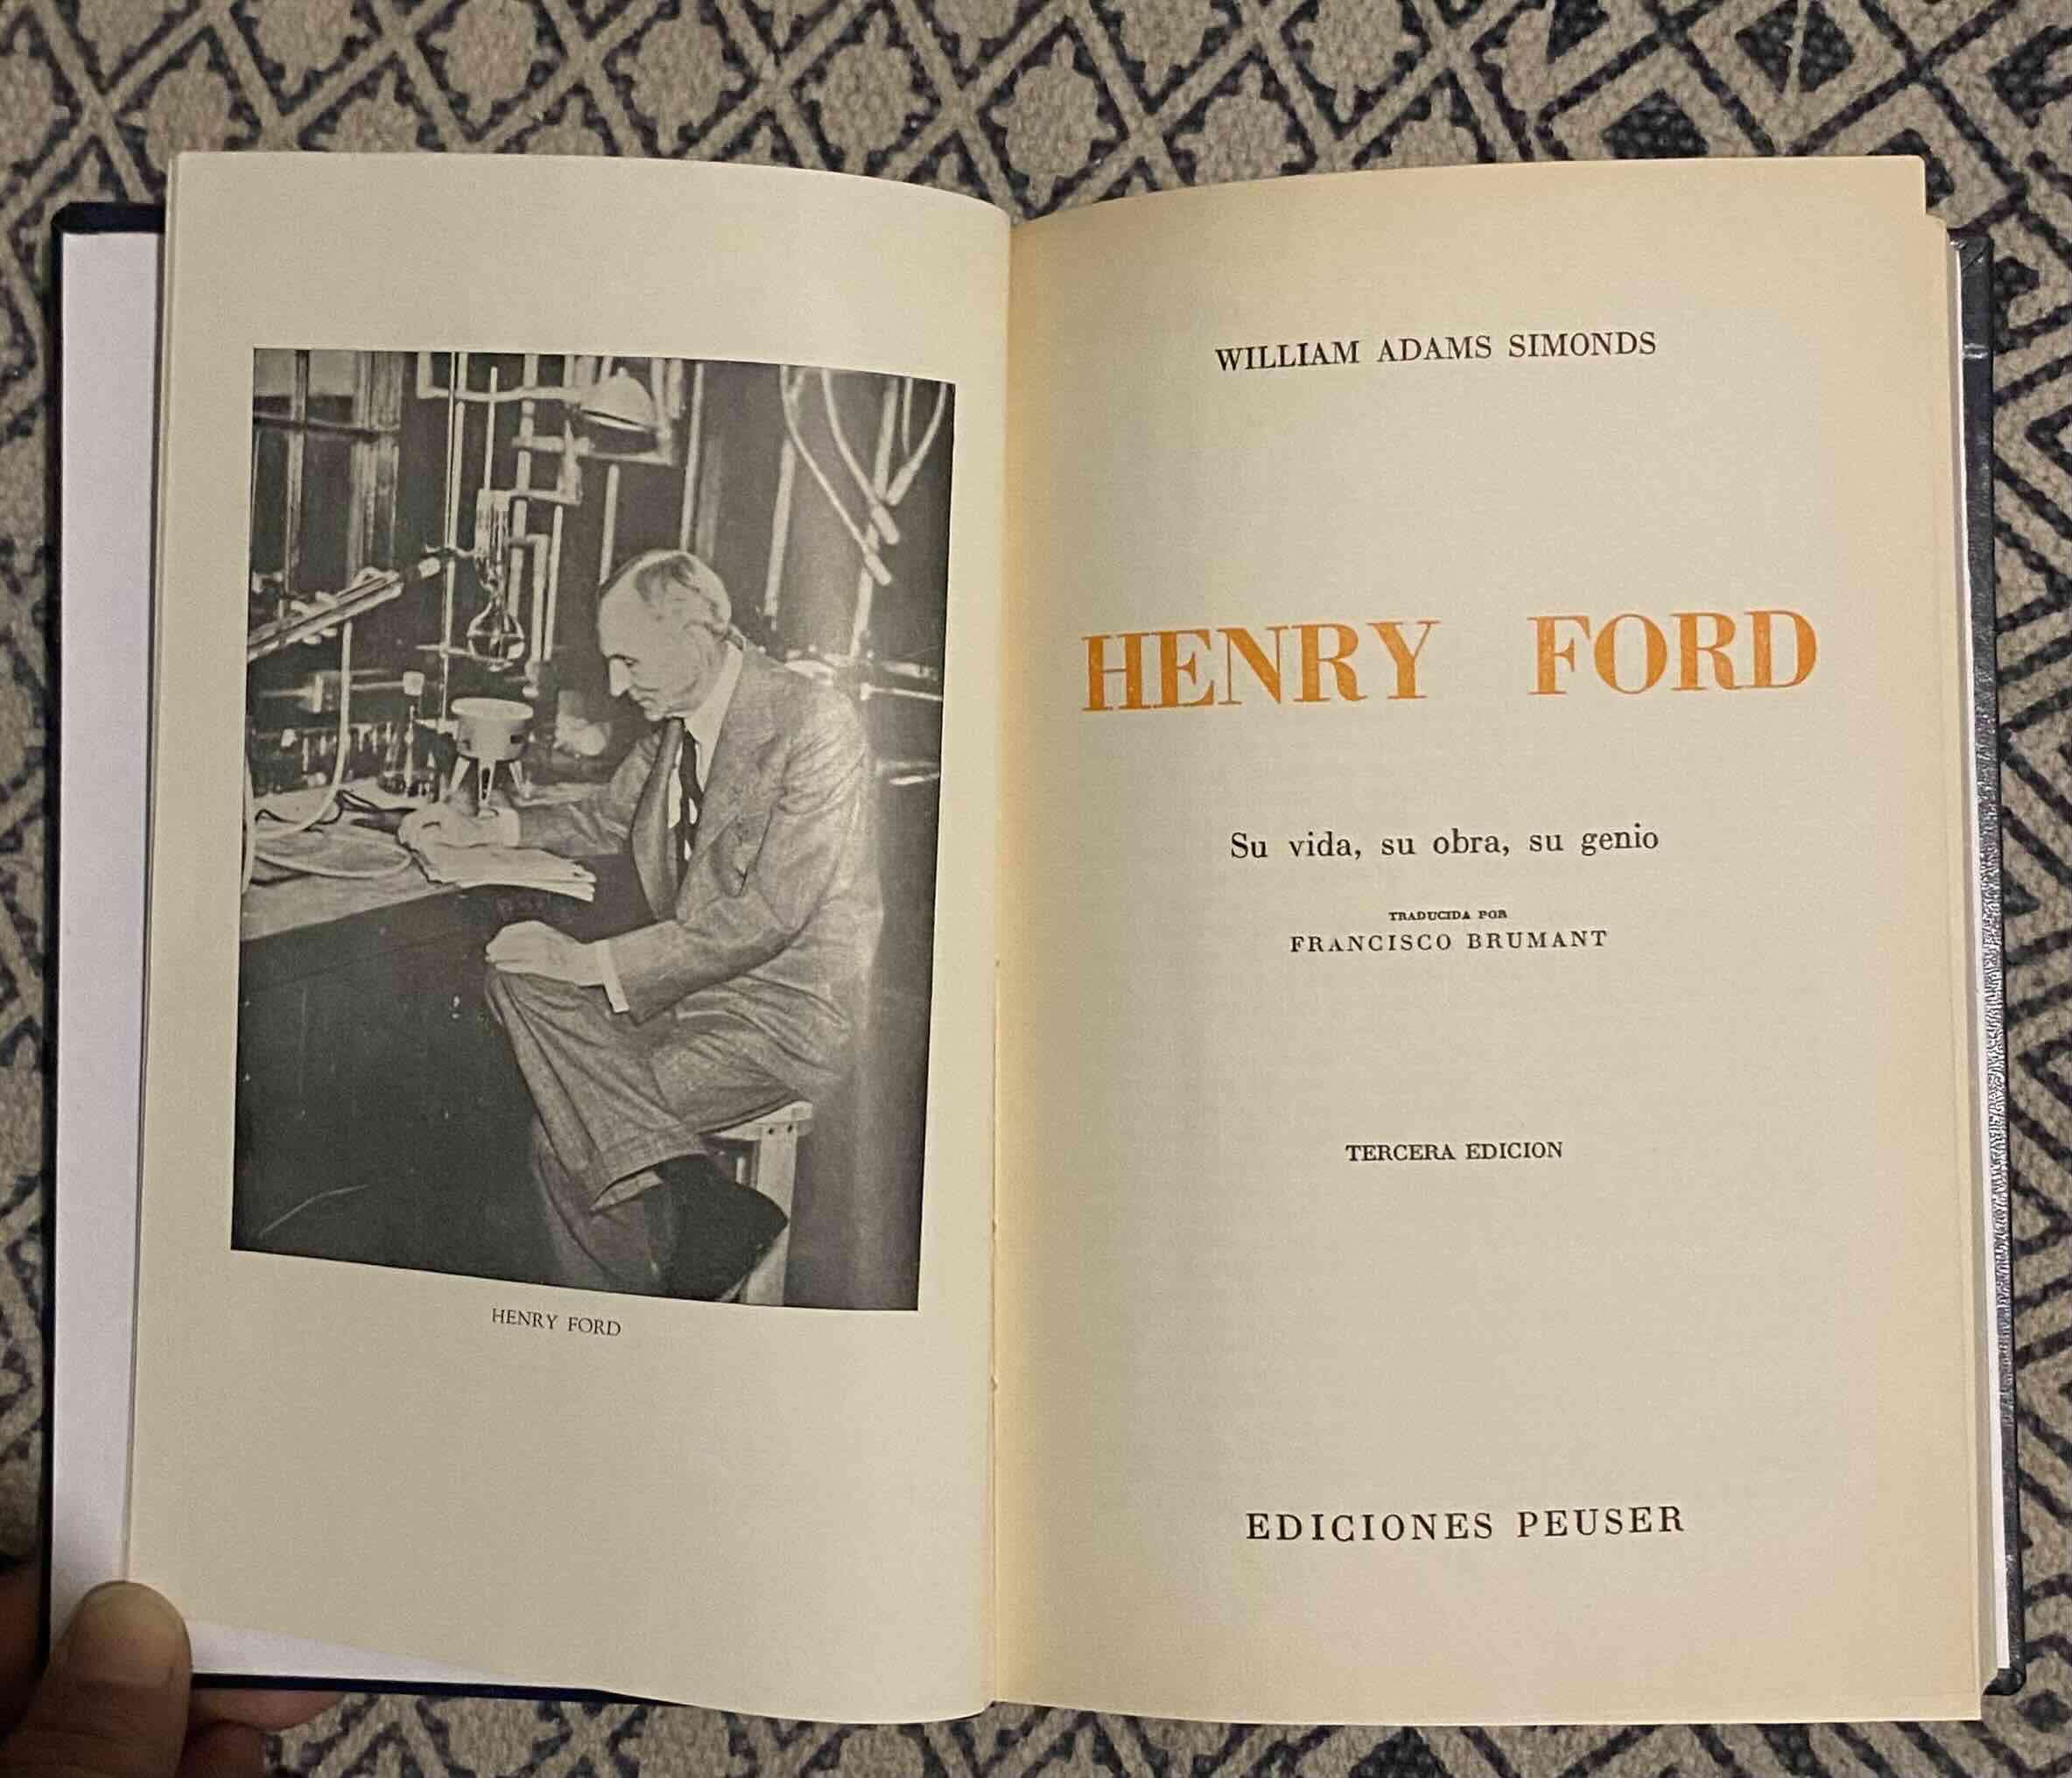 HENRY FORD
WILLIAM ADAMS SIMONDS
HENRY FORD
Su vida, su obra, su genio
TRADUCIDA POR
FRANCISCO BRUMANT
TERCERA EDICION
EDICIONES PEUSER